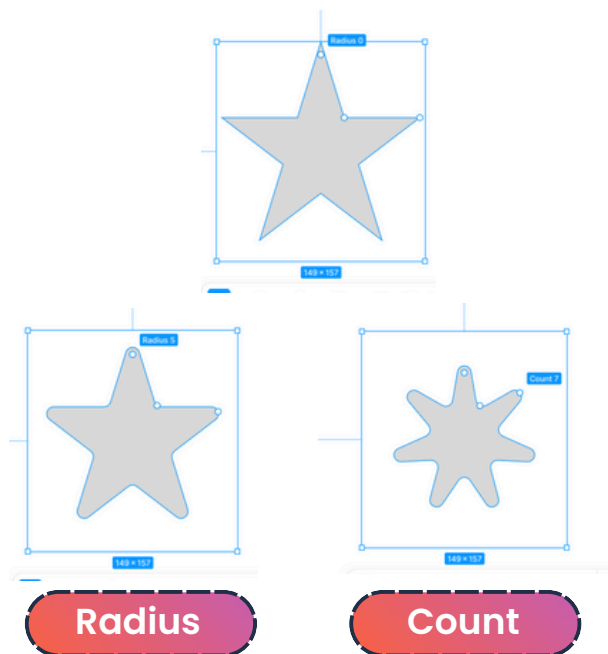 Radius 0
149 × 157
Radius 5
Count 7
149 × 157
149 × 157
Radius
Count